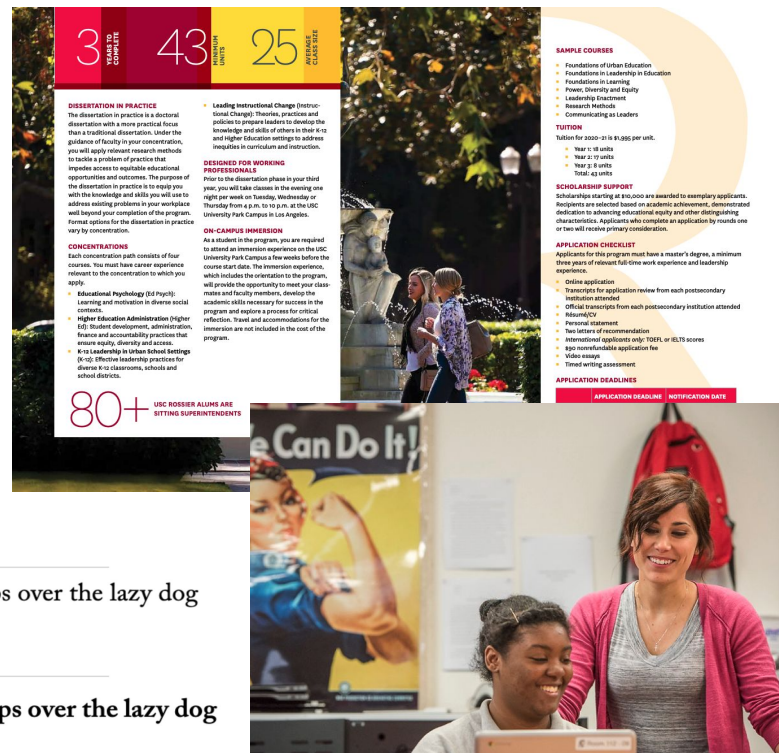 3 YEARS TO COMPLETE
43 MINIMUM UNITS
25 AVERAGE CLASS SIZE
DISSERTATION IN PRACTICE
The dissertation in practice is a doctoral
dissertation with a more practical focus
than a traditional dissertation. Under the
guidance of faculty in your concentration,
you will apply relevant research methods
to tackle a problem of practice that
impedes access to equitable educational
opportunities and outcomes. The purpose of
the dissertation in practice is to equip you
with the knowledge and skills you will use to
address existing problems in your workplace
well beyond your completion of the program.
Format options for the dissertation in practice
vary by concentration.
CONCENTRATIONS
Each concentration path consists of four
courses. You must have career experience
relevant to the concentration to which you
apply.
Educational Psychology (Ed Psych):
Learning and motivation in diverse social
contexts.
Higher Education Administration (Higher
Ed): Student development, administration,
finance and accountability practices that
ensure equity, diversity and access.
K-12 Leadership in Urban School Settings
(K-12): Effective leadership practices for
diverse K-12 classrooms, schools and
school districts.
Leading Instructional Change (Instruc-
tional Change): Theories, practices and
policies to prepare leaders to develop the
knowledge and skills of others in their K-12
and Higher Education settings to address
inequities in curriculum and instruction.
DESIGNED FOR WORKING
PROFESSIONALS
Prior to the dissertation phase in your third
year, you will take classes in the evening one
night per week on Tuesday, Wednesday or
Thursday from 4 p.m. to 10 p.m. at the USC
University Park Campus in Los Angeles.
ON-CAMPUS IMMERSION
As a student in the program, you are required
to attend an immersion experience on the USC
University Park Campus a few weeks before the
course start date. The immersion experience,
which includes the orientation to the program,
will provide the opportunity to meet your class-
mates and faculty members, develop the
academic skills necessary for success in the
program and explore a process for critical
reflection. Travel and accommodations for the
immersion are not included in the cost of the
program.
80+ USC ROSSIER ALUMS ARE
SITTING SUPERINTENDENTS
SAMPLE COURSES
Foundations of Urban Education
Foundations in Leadership in Education
Foundations in Learning
Power, Diversity and Equity
Leadership Enactment
Research Methods
Communicating as Leaders
TUITION
Tuition for 2020–21 is $1,995 per unit.
Year 1: 18 units
Year 2: 17 units
Year 3: 8 units
Total: 43 units
SCHOLARSHIP SUPPORT
Scholarships starting at $10,000 are awarded to exemplary applicants.
Recipients are selected based on academic achievement, demonstrated
dedication to advancing educational equity and other distinguishing
characteristics. Applicants who complete an application by rounds one
or two will receive primary consideration.
APPLICATION CHECKLIST
Applicants for this program must have a master's degree, a minimum
three years of relevant full-time work experience and leadership
experience.
Online application
Transcripts for application review from each postsecondary
institution attended
Official transcripts from each postsecondary institution attended
Résumé/CV
Personal statement
Two letters of recommendation
International applicants only: TOEFL or IELTS scores
$90 nonrefundable application fee
Video essays
Timed writing assessment
APPLICATION DEADLINES
APPLICATION DEADLINE NOTIFICATION DATE
e Can Do It!
ps over the lazy dog
ps over the lazy dog